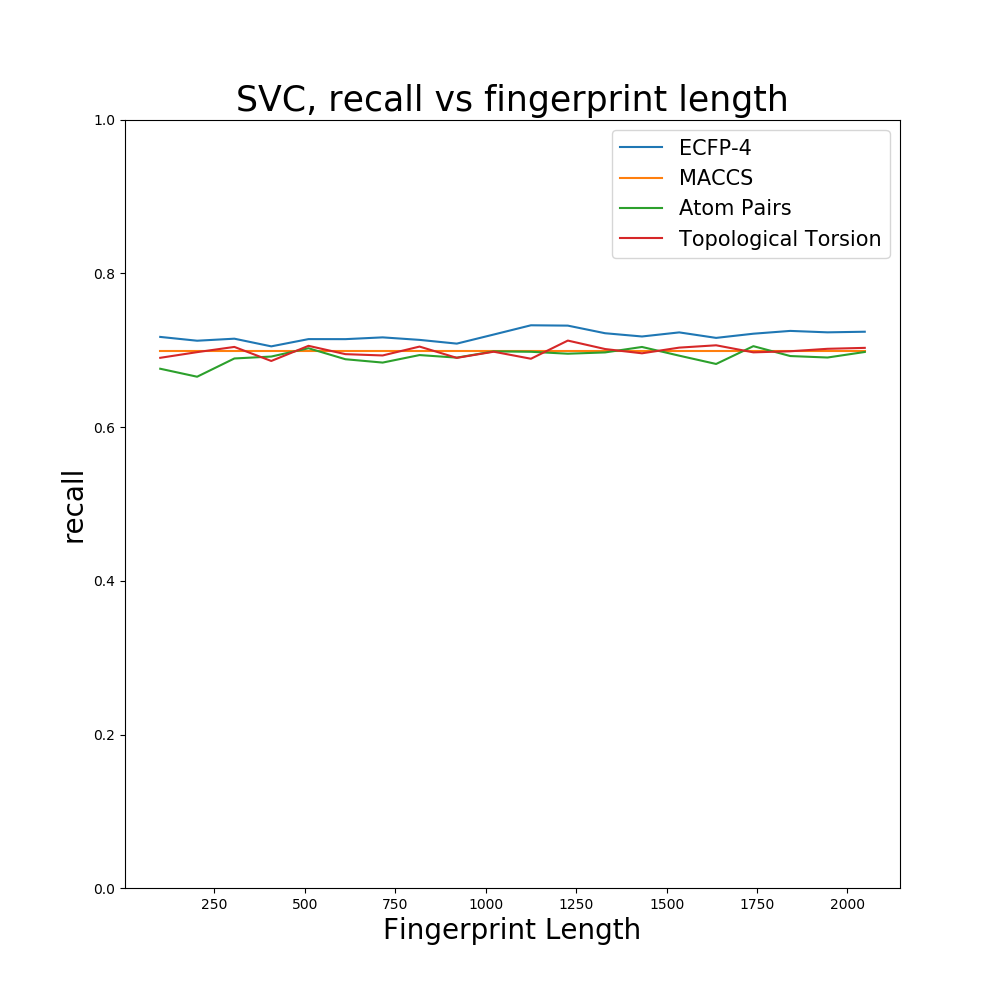 SVC, recall vs fingerprint length
1.0
0.8
0.6
0.4
0.2
0.0
recall
ECFP-4
MACCS
Atom Pairs
Topological Torsion
250 500 750 1000 1250 1500 1750 2000
Fingerprint Length